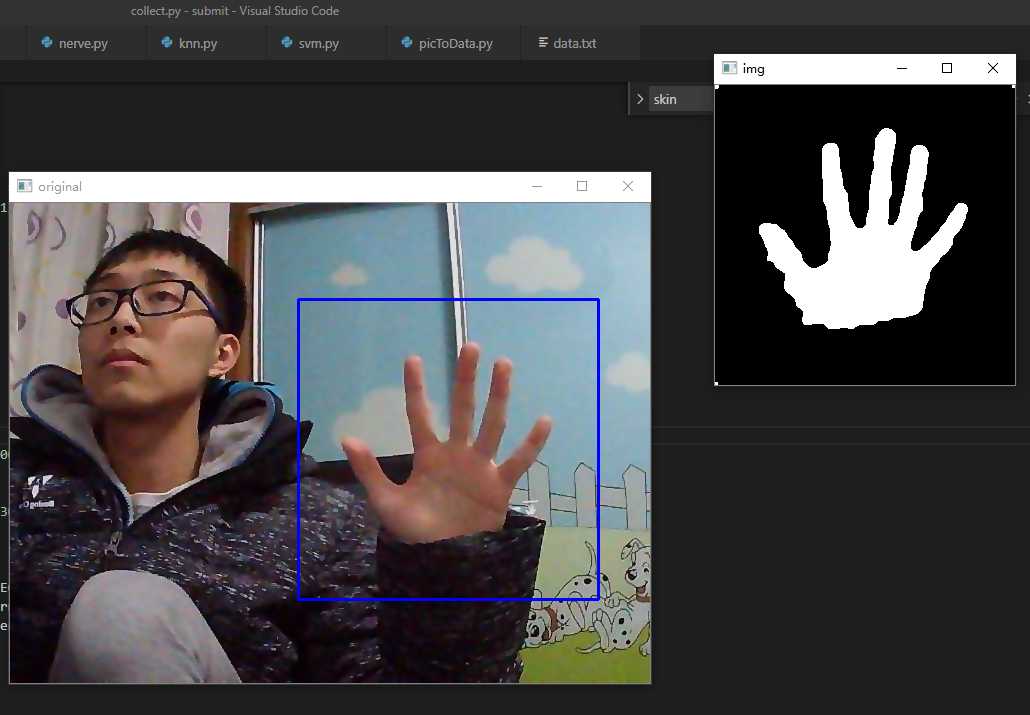 collect.py - submit - Visual Studio Code
nerve.py
knn.py
svm.py
picToData.py
data.txt
img
skin
original